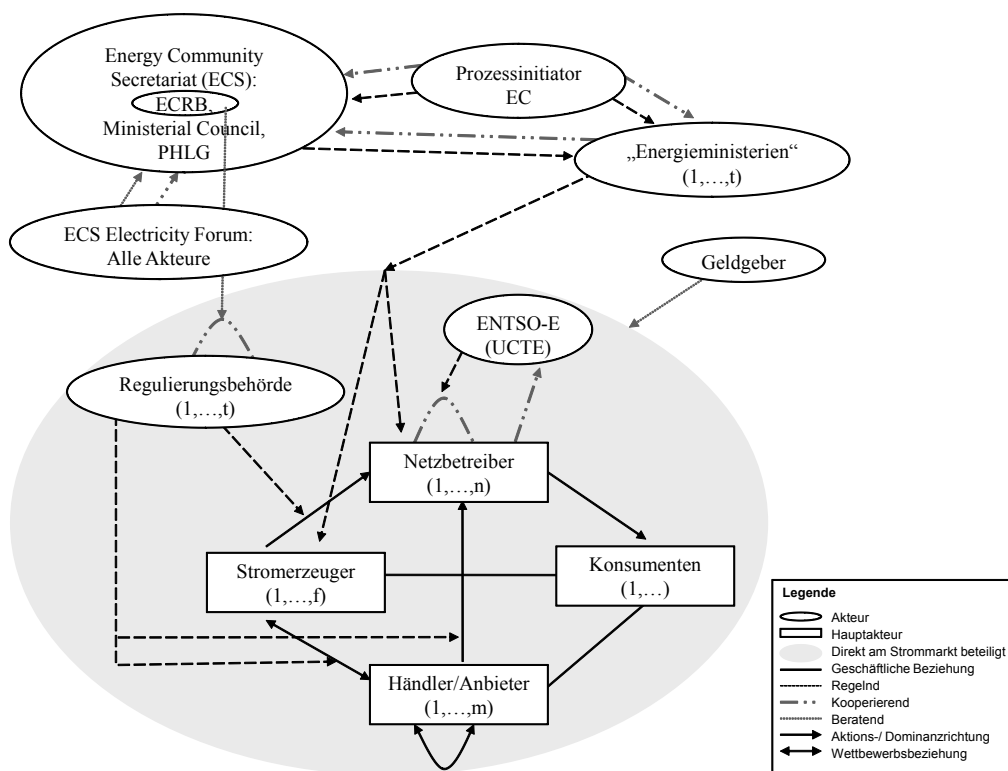 Energy Community
Secretariat (ECS):
ECRB,
Ministerial Council,
PHLG
Prozessinitiator
EC
„Energieministerien“
(1,…,t)
ECS Electricity Forum:
Alle Akteure
Geldgeber
ENTSO-E
(UCTE)
Regulierungsbehörde
(1,…,t)
Netzbetreiber
(1,…,n)
Stromerzeuger
(1,…,f)
Konsumenten
(1,…)
Händler/Anbieter
(1,…,m)
Legende
Akteur
Hauptakteur
Direkt am Strommarkt beteiligt
Geschäftliche Beziehung
Regelnd
Kooperierend
Beratend
Aktions-/ Dominanzrichtung
Wettbewerbsbeziehung